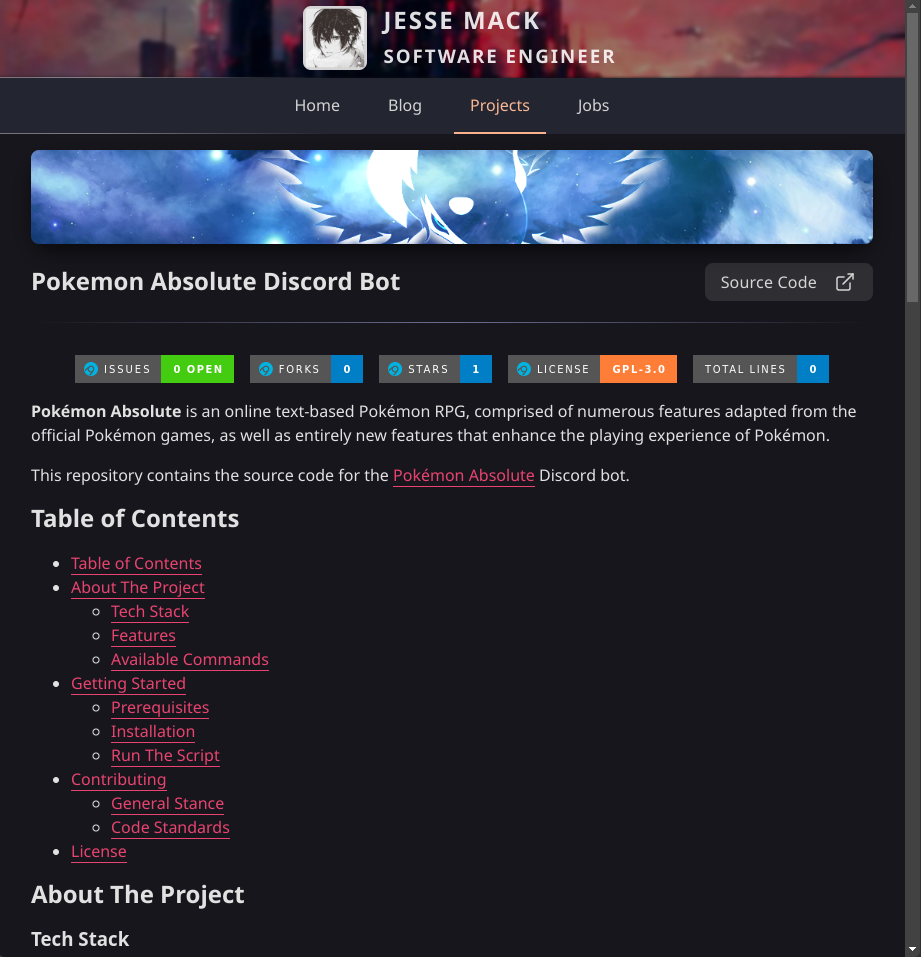 JESSE MACK
SOFTWARE ENGINEER
Home Blog Projects Jobs
Pokemon Absolute Discord Bot
Source Code
ISSUES 0 OPEN FORKS 0 STARS 1 LICENSE GPL-3.0 TOTAL LINES 0
Pokémon Absolute is an online text-based Pokémon RPG, comprised of numerous features adapted from the
official Pokémon games, as well as entirely new features that enhance the playing experience of Pokémon.
This repository contains the source code for the Pokémon Absolute Discord bot.
Table of Contents
Table of Contents
About The Project
Tech Stack
Features
Available Commands
Getting Started
Prerequisites
Installation
Run The Script
Contributing
General Stance
Code Standards
License
About The Project
Tech Stack